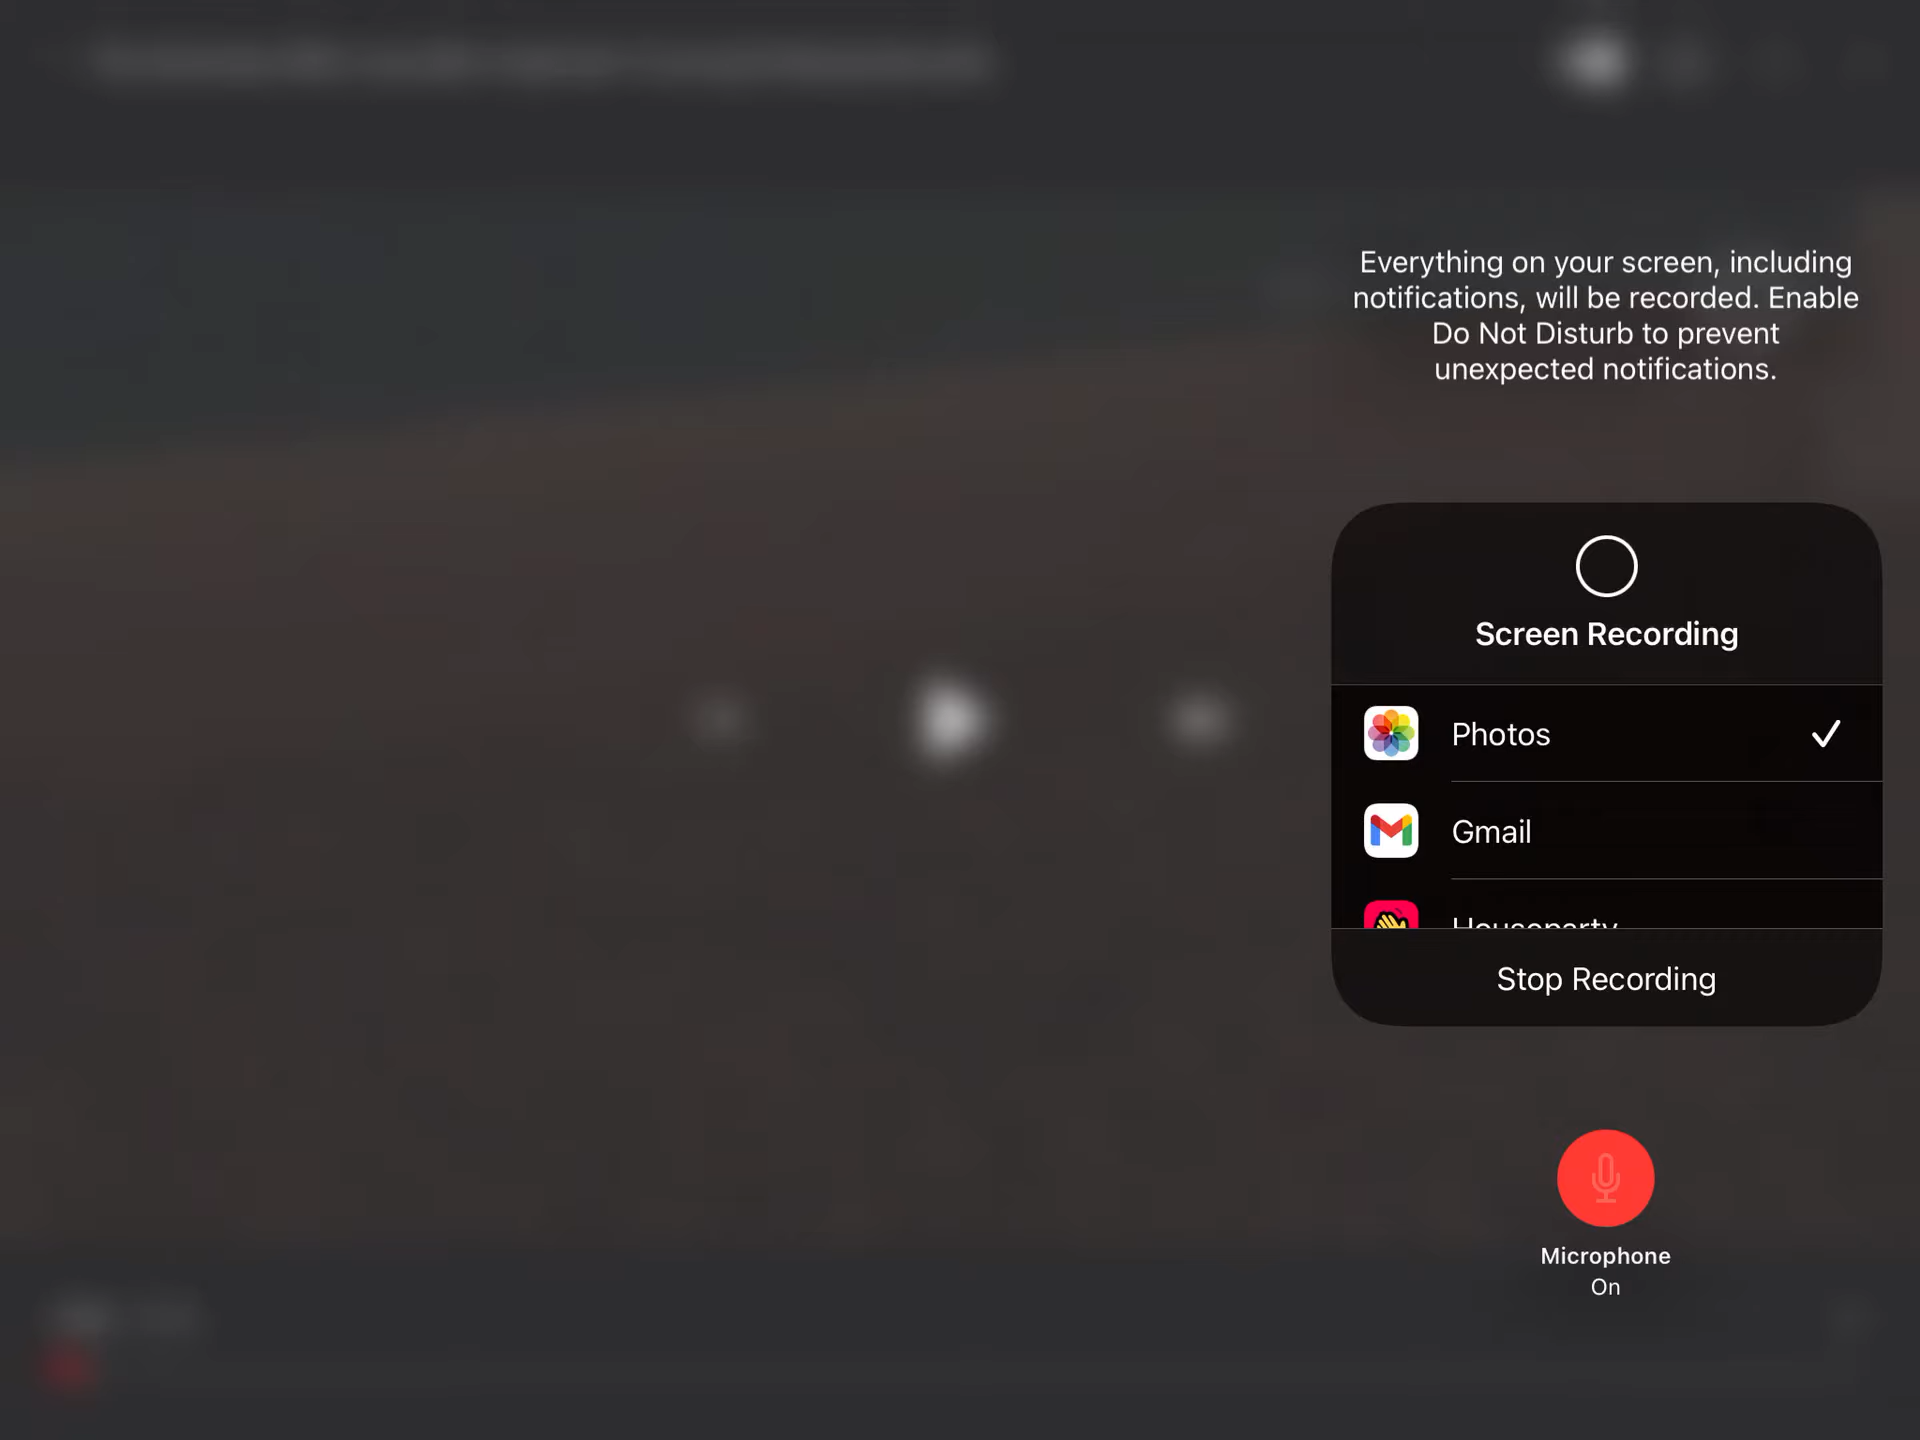 Everything on your screen, including
notifications, will be recorded. Enable
Do Not Disturb to prevent
unexpected notifications.
Screen Recording
Photos
Gmail
Houseparty
Stop Recording
Microphone
On